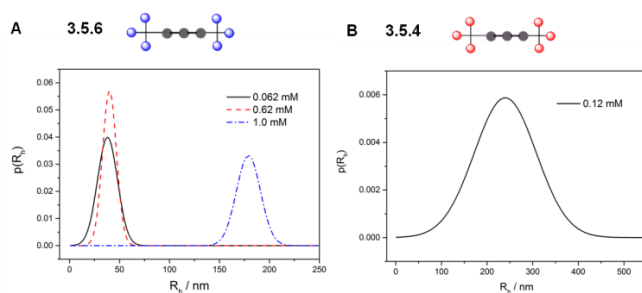 A 3.5.6
B 3.5.4
p(Rh)
0.06
0.05
0.04
0.03
0.02
0.01
0.00
0 50 100 150 200 250
Rh / nm
0.062 mM
0.62 mM
1.0 mM
p(Rh)
0.006
0.004
0.002
0.000
0 100 200 300 400 500
Rh / nm
0.12 mM